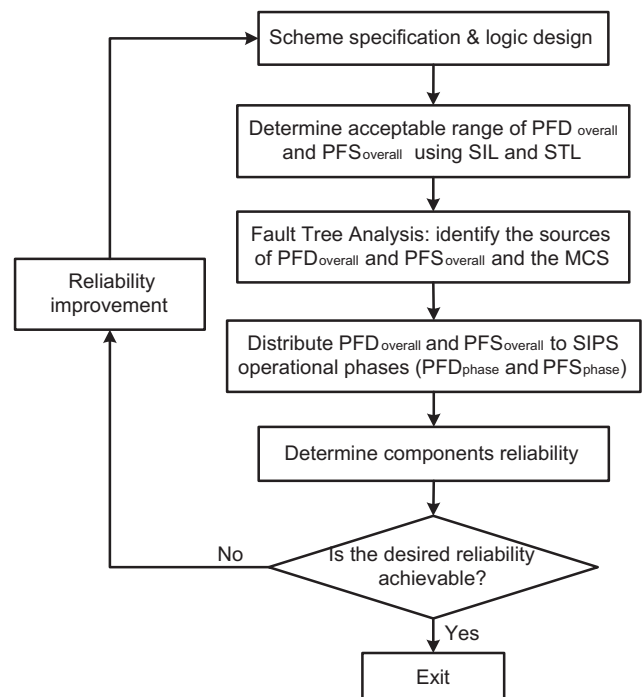 Scheme specification & logic design
Determine acceptable range of PFD overall
and PFSoverall using SIL and STL
Fault Tree Analysis: identify the sources
of PFDoverall and PFSoverall and the MCS
Reliability
improvement
Distribute PFDoverall and PFSoverall to SIPS
operational phases (PFDphase and PFSphase)
Determine components reliability
No
Is the desired reliability
achievable?
Yes
Exit